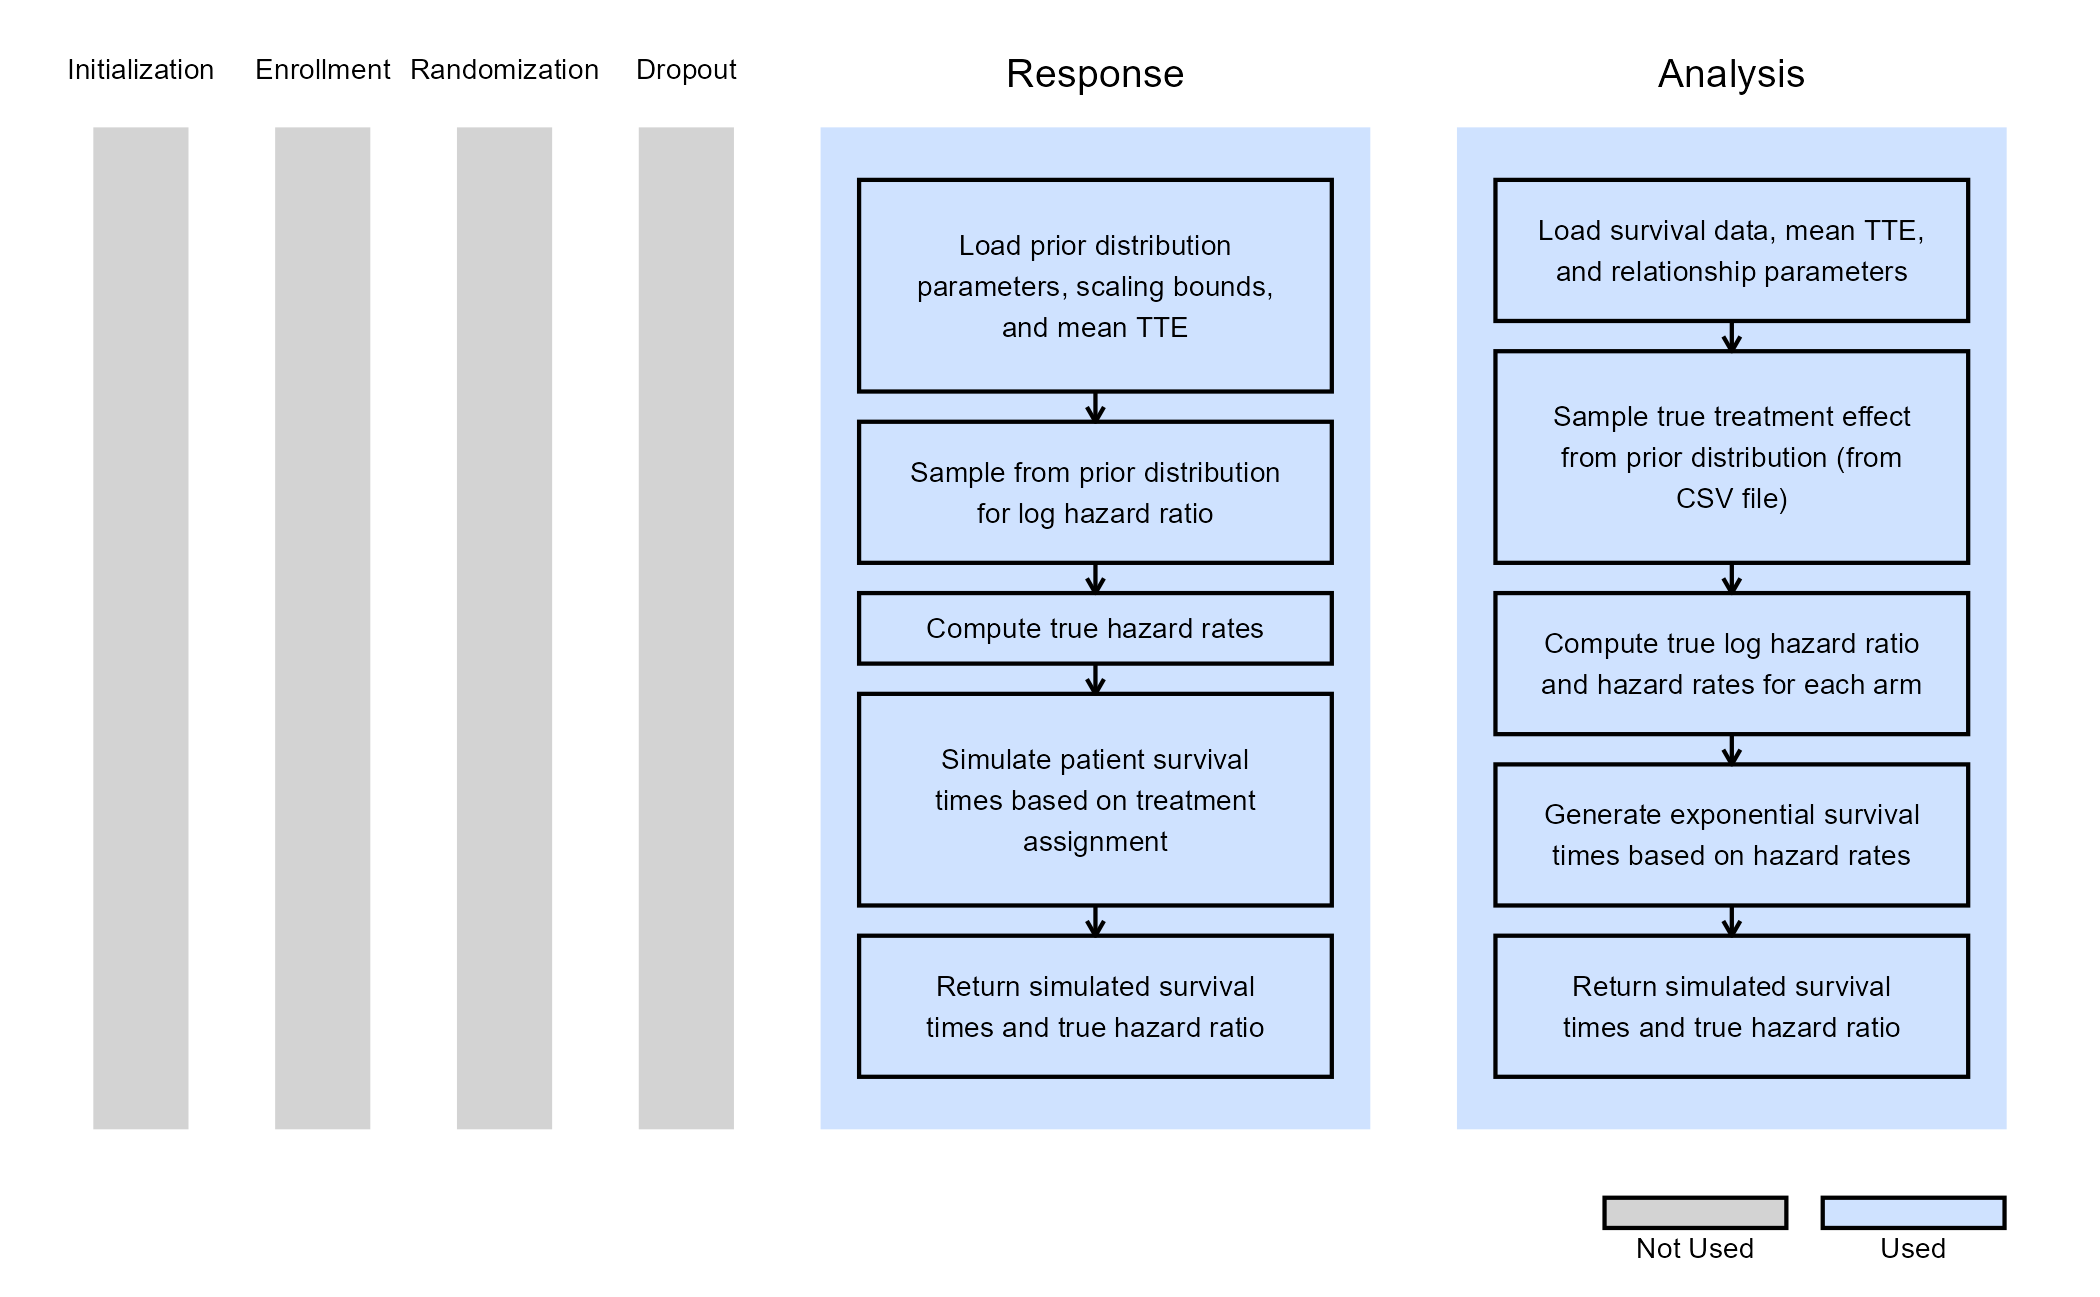 Initialization
Enrollment
Randomization
Dropout
Response
Analysis
Load prior distribution
parameters, scaling bounds,
and mean TTE
Sample from prior distribution
for log hazard ratio
Compute true hazard rates
Simulate patient survival
times based on treatment
assignment
Return simulated survival
times and true hazard ratio
Load survival data, mean TTE,
and relationship parameters
Sample true treatment effect
from prior distribution (from
CSV file)
Compute true log hazard ratio
and hazard rates for each arm
Generate exponential survival
times based on hazard rates
Return simulated survival
times and true hazard ratio
Not Used
Used